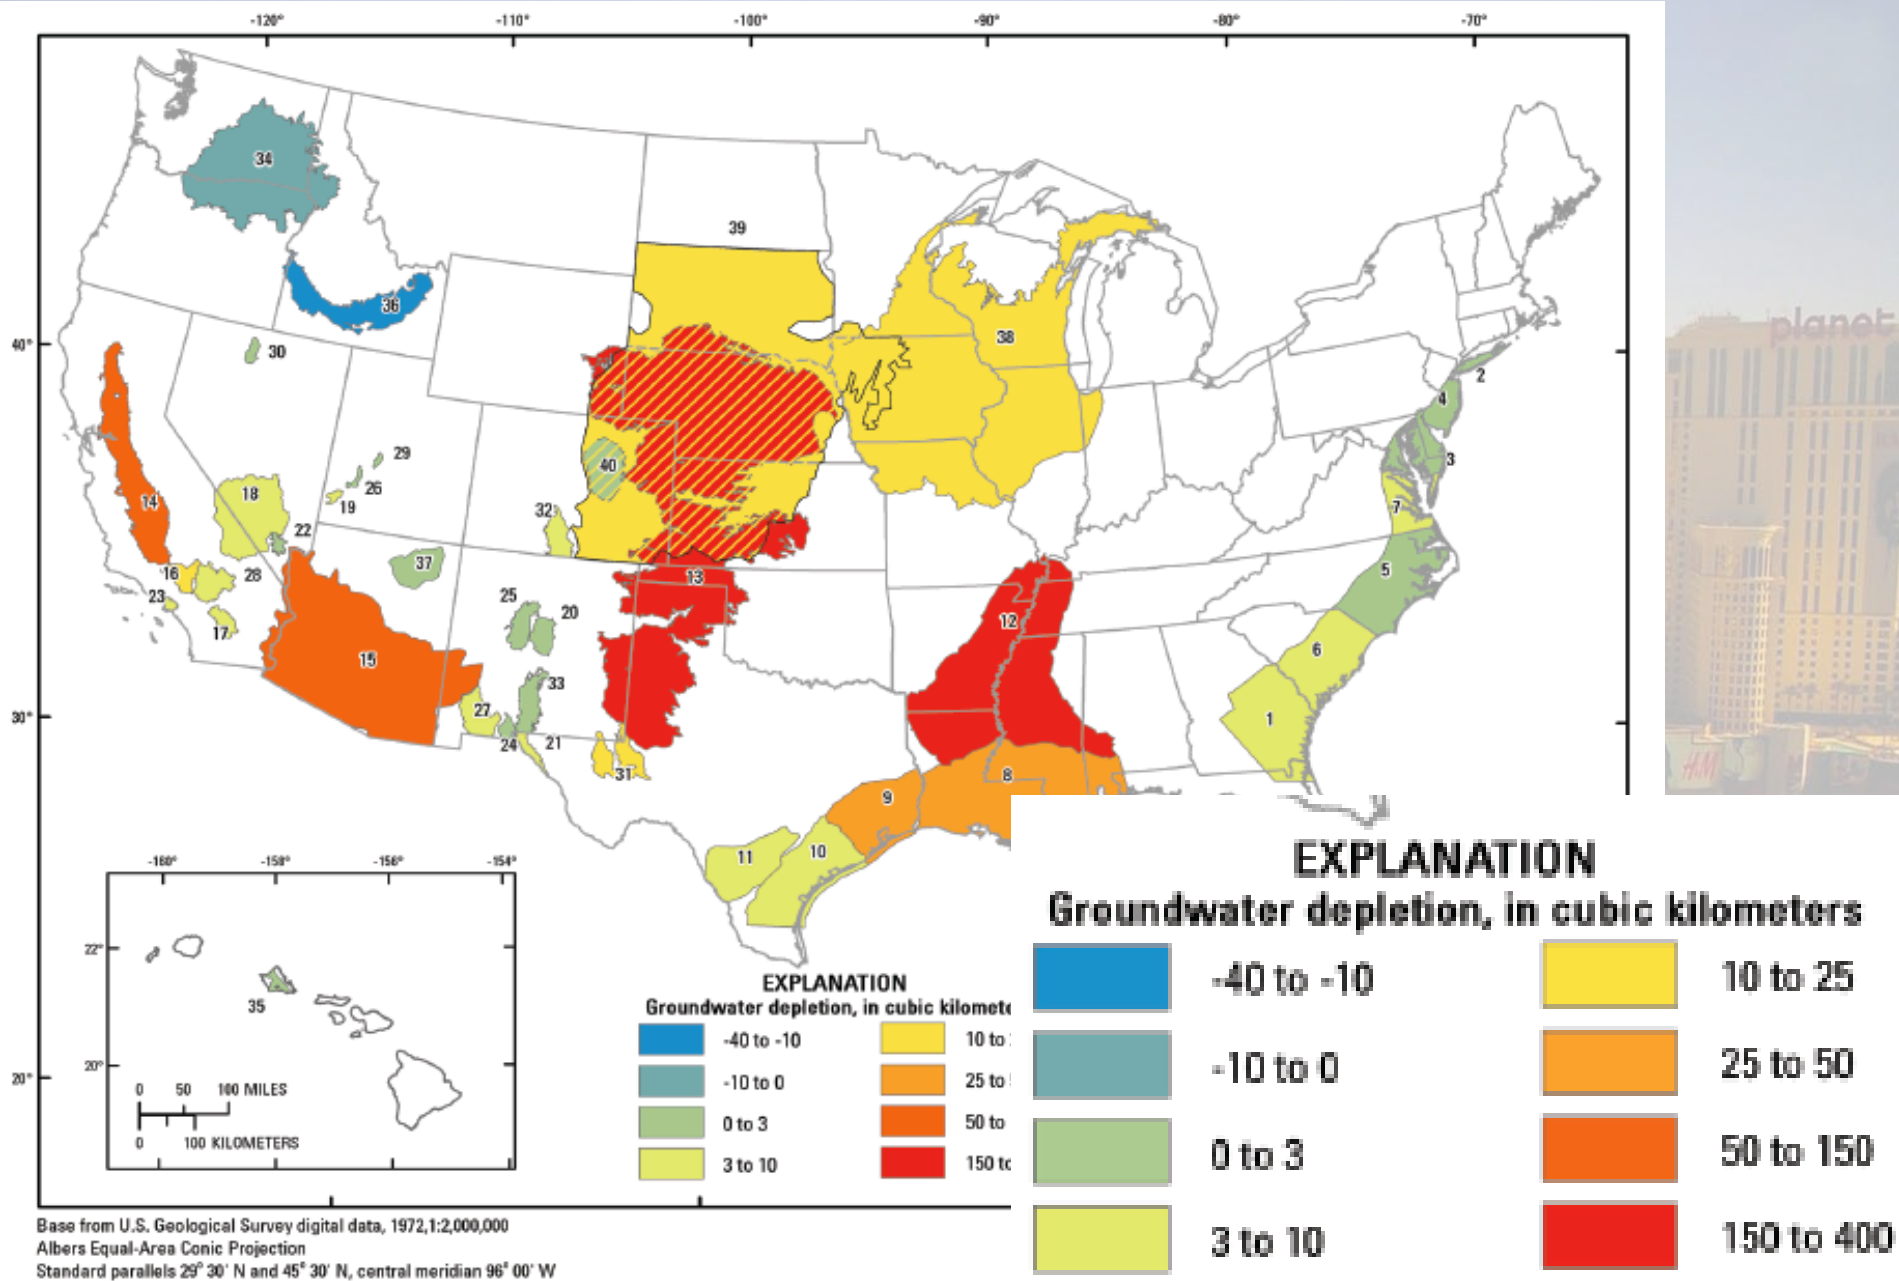 -120°
-110°
-100°
-90°
-80°
-70°
40°
30°
20°
34
39
36
38
30
2
4
29
40
3
26
18
14
19
7
32
22
37
16
28
13
5
23
25
20
12
17
6
15
33
27
1
24
21
31
8
9
11
10
planet
H&M
-160°
-158°
-156°
-154°
22°
20°
35
0 50 100 MILES
0 100 KILOMETERS
EXPLANATION
Groundwater depletion, in cubic kilomete
-40 to -10
-10 to 0
0 to 3
3 to 10
10 to
25 to
50 to
150 to
EXPLANATION
Groundwater depletion, in cubic kilometers
-40 to -10
-10 to 0
0 to 3
3 to 10
10 to 25
25 to 50
50 to 150
150 to 400
Base from U.S. Geological Survey digital data, 1972,1:2,000,000
Albers Equal-Area Conic Projection
Standard parallels 29° 30' N and 45° 30' N, central meridian 96° 00' W